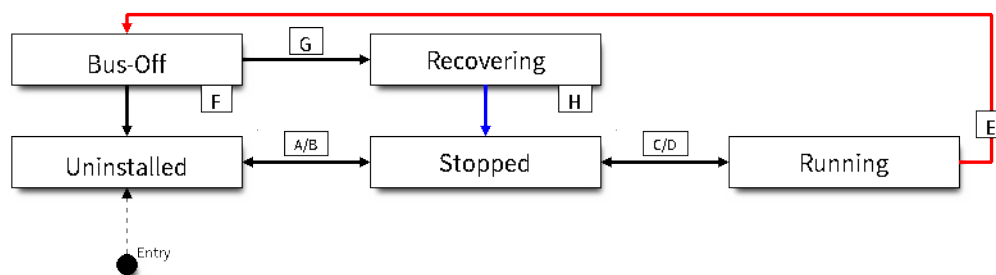 G
Bus-Off
Recovering
F
H
A/B
C/D
E
Uninstalled
Stopped
Running
Entry